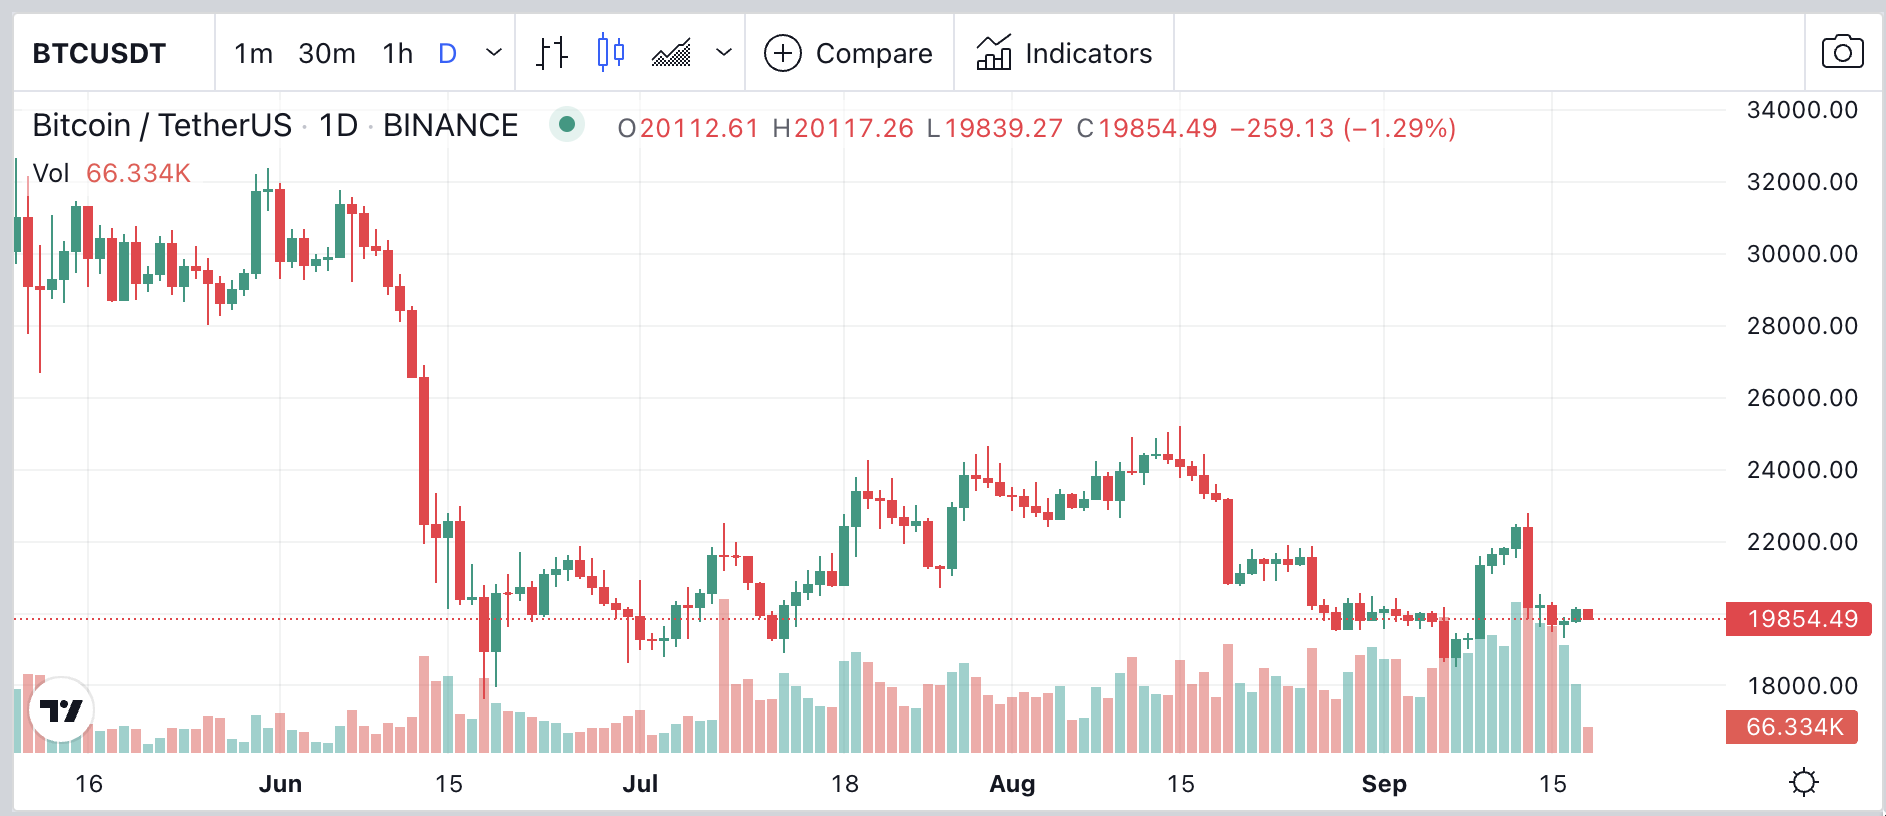 BTCUSDT 1m 30m 1h D Compare Indicators
Bitcoin / TetherUS · 1D · BINANCE O20112.61 H20117.26 L19839.27 C19854.49 −259.13 (−1.29%)
Vol 66.334K
34000.00
32000.00
30000.00
28000.00
26000.00
24000.00
22000.00
19854.49
18000.00
66.334K
16 Jun 15 Jul 18 Aug 15 Sep 15